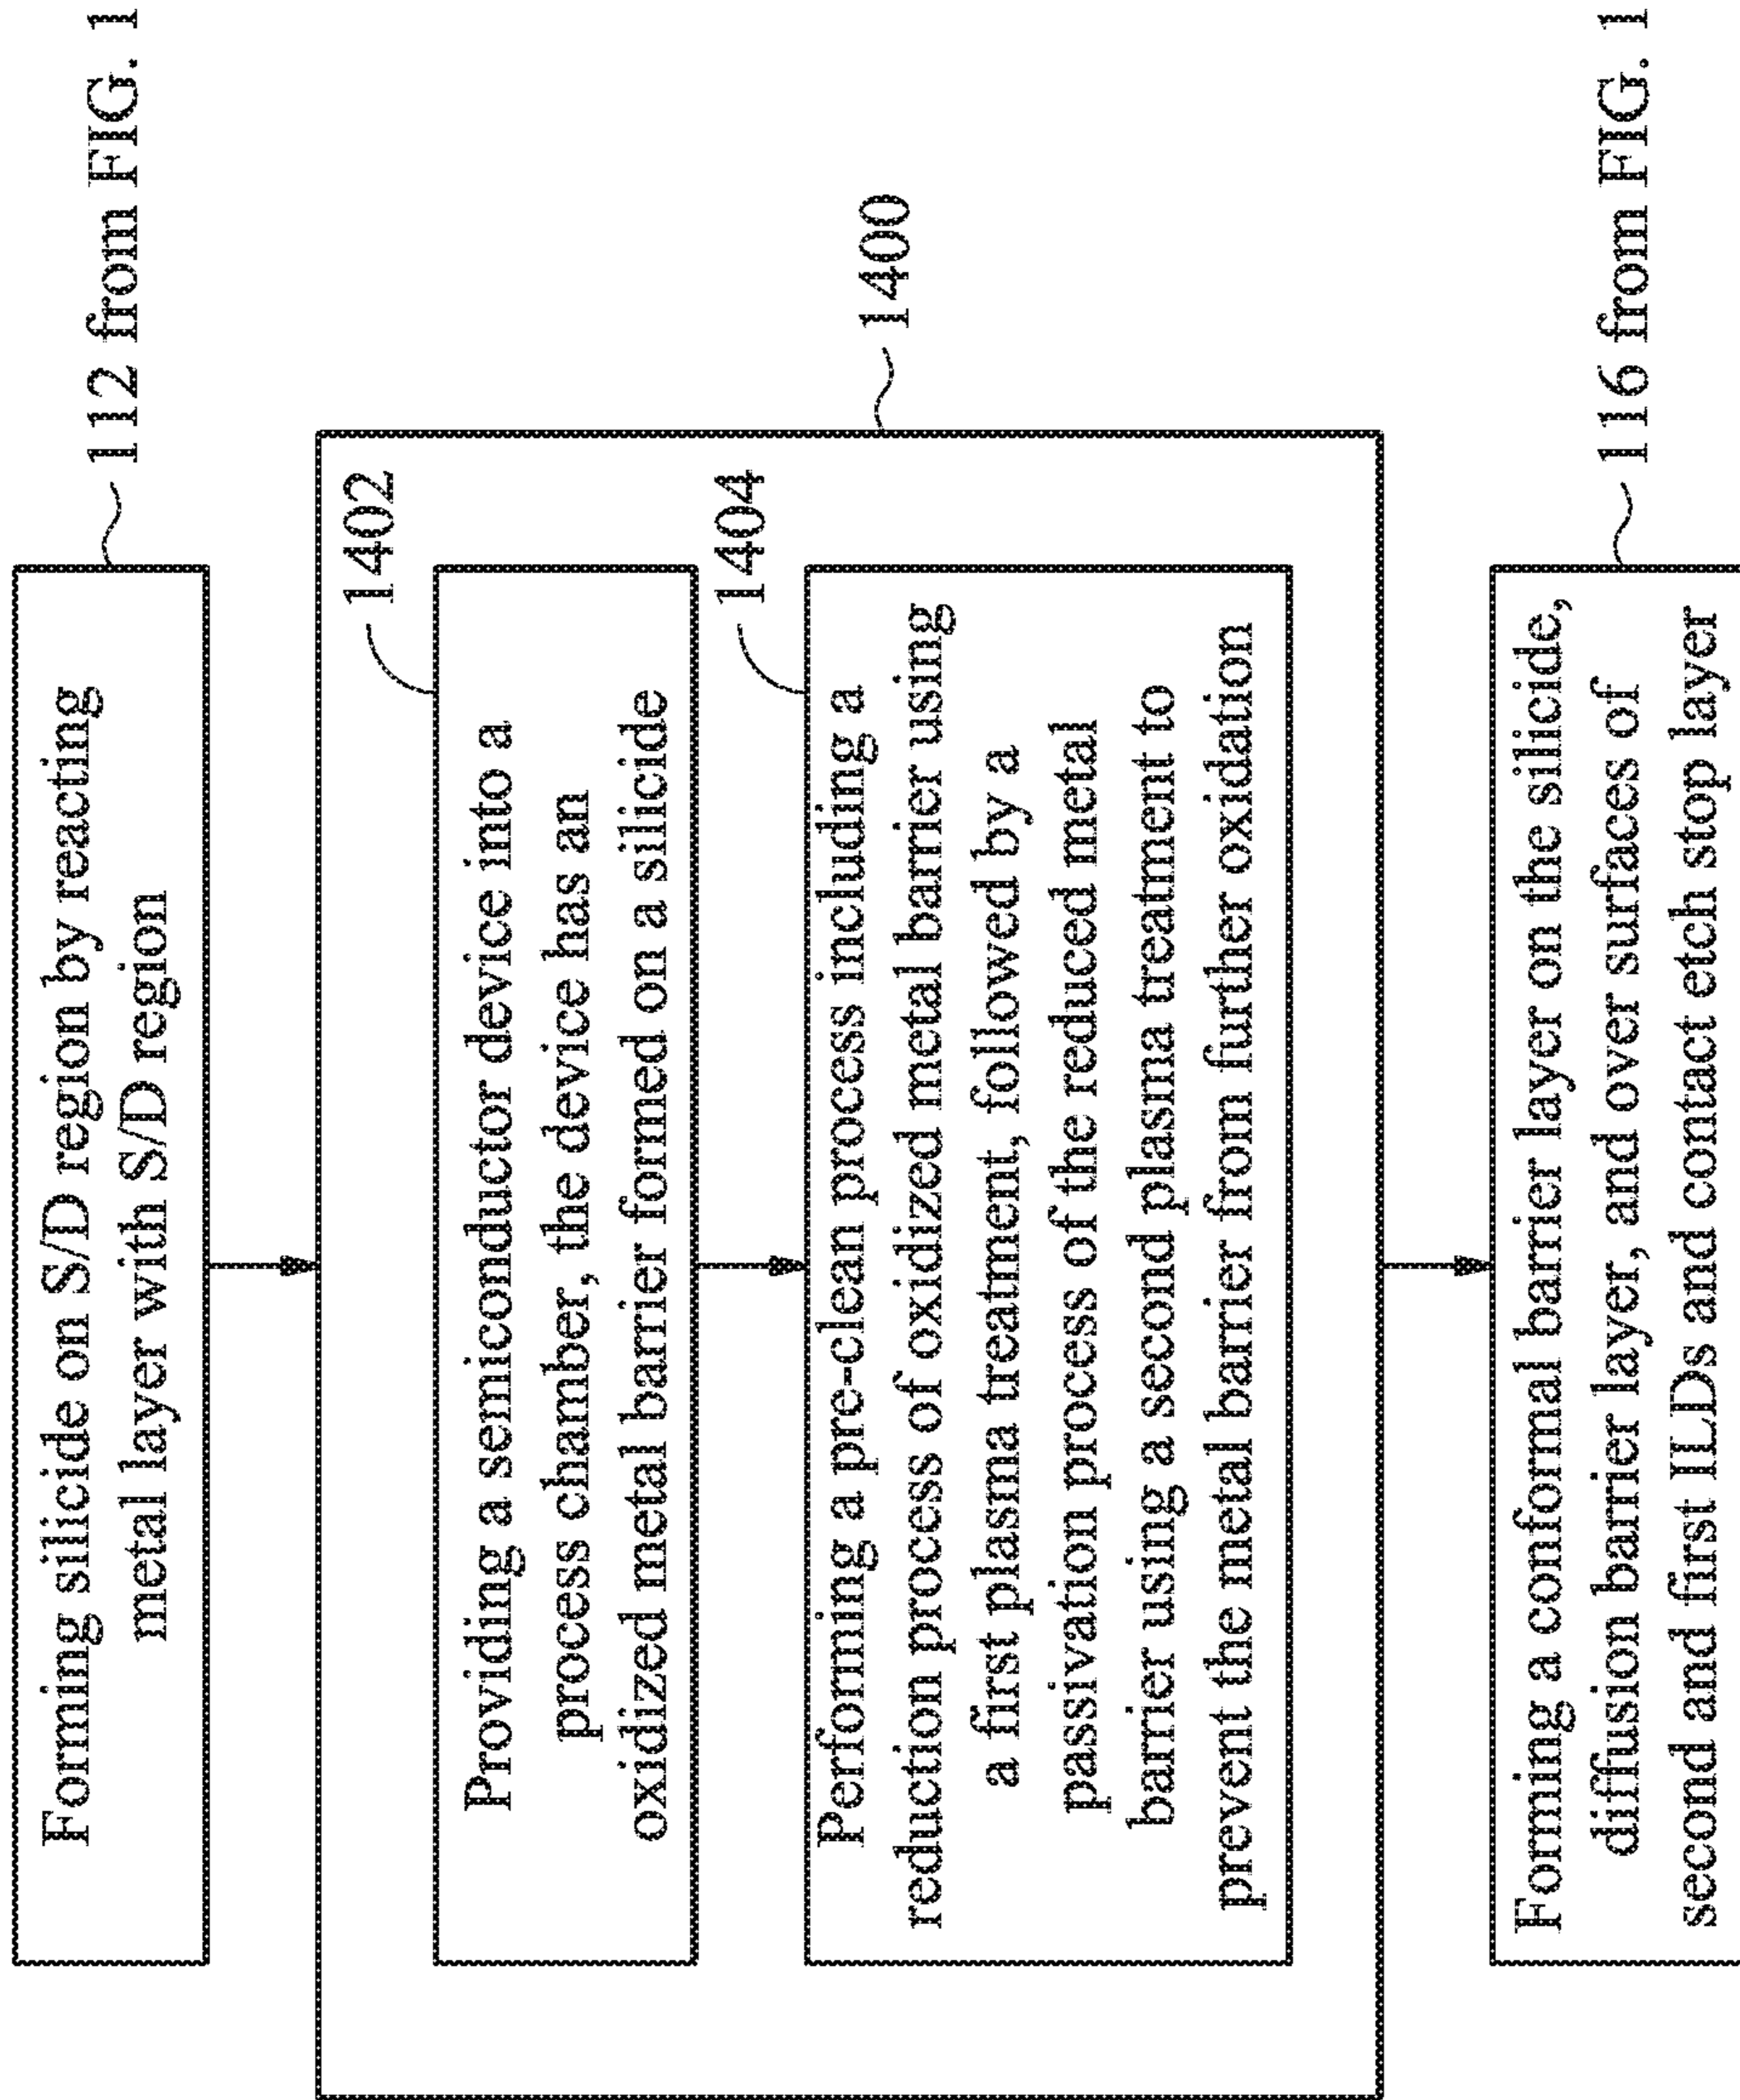 Forming silicide on S/D region by reacting
metal layer with S/D region
112 from FIG. 1
1400
1402
Providing a semiconductor device into a
process chamber, the device has an
oxidized metal barrier formed on a silicide
1404
Performing a pre-clean process including a
reduction process of oxidized metal barrier using
a first plasma treatment, followed by a
passivation process of the reduced metal
barrier using a second plasma treatment to
prevent the metal barrier from further oxidation
Forming a conformal barrier layer on the silicide,
diffusion barrier layer, and over surfaces of
second and first ILDs and contact etch stop layer
116 from FIG. 1